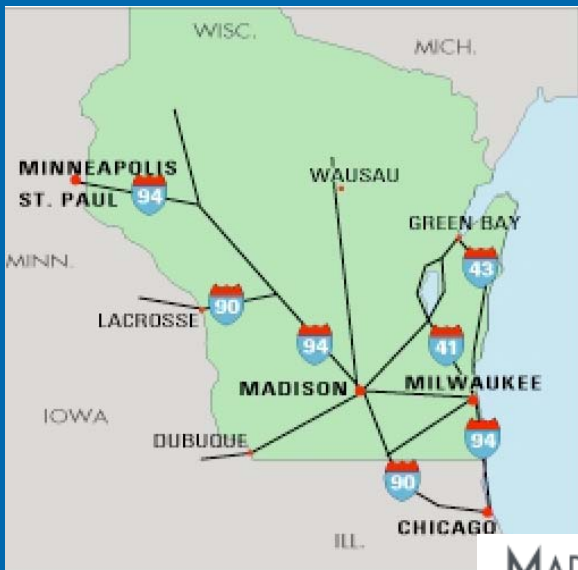 WISC.
MICH.
MINNEAPOLIS
ST. PAUL
94
WAUSAU
GREEN BAY
43
MINN.
90
LACROSSE
94
41
MADISON
MILWAUKEE
IOWA
DUBUQUE
94
90
CHICAGO
ILL.